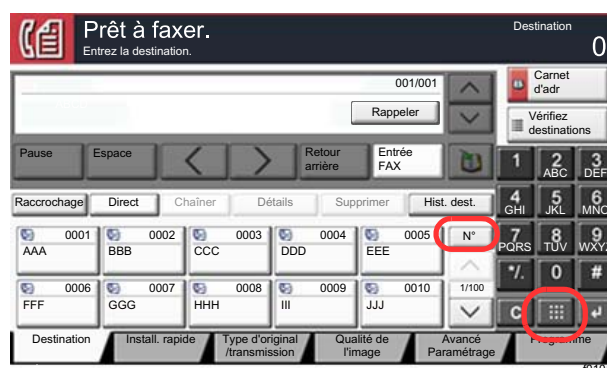 Prêt à faxer.
Entrez la destination.
Destination
0
001/001
Rappeler
Carnet
d'adr
Vérifiez
destinations
Pause
Espace
Retour
arrière
Entrée
FAX
1
2
ABC
3
DEF
Raccrochage
Direct
Chaîner
Détails
Supprimer
Hist. dest.
4
GHI
5
JKL
6
MNO
0001
AAA
0002
BBB
0003
CCC
0004
DDD
0005
EEE
N°
7
PQRS
8
TUV
9
WXYZ
0006
FFF
0007
GGG
0008
HHH
0009
III
0010
JJJ
1/100
*/.
0
#
C
Destination
Install. rapide
Type d'original
/transmission
Qualité de
l'image
Avancé
Paramétrage
Programme